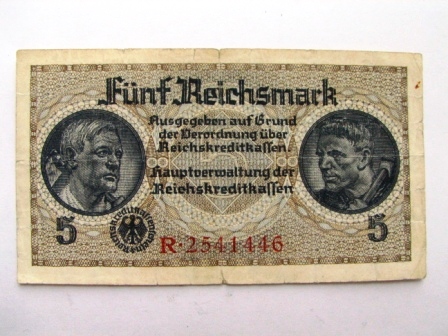 Fünf Reichsmark
Ausgegeben auf Grund
der Verordnung über
Reichskreditkassen
Hauptverwaltung der
Reichskreditkassen
5
R·2541446
5